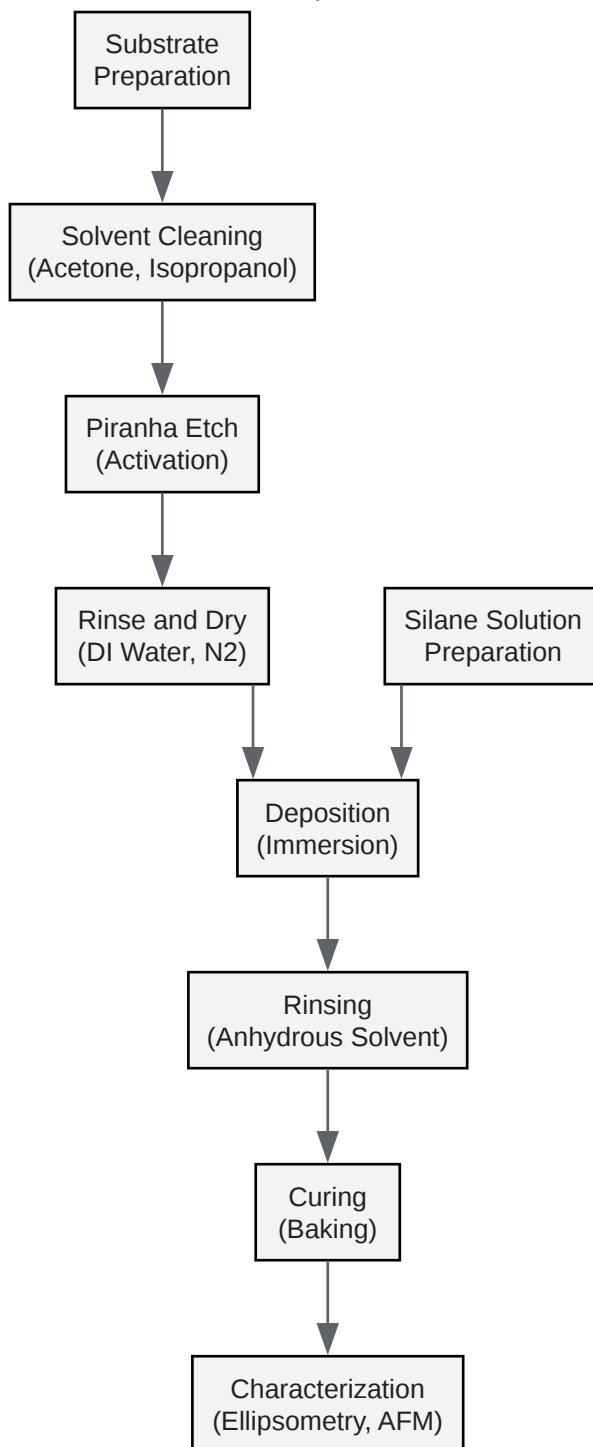 Substrate
Preparation
Solvent Cleaning
(Acetone, Isopropanol)
Piranha Etch
(Activation)
Rinse and Dry
(DI Water, N2)
Silane Solution
Preparation
Deposition
(Immersion)
Rinsing
(Anhydrous Solvent)
Curing
(Baking)
Characterization
(Ellipsometry, AFM)